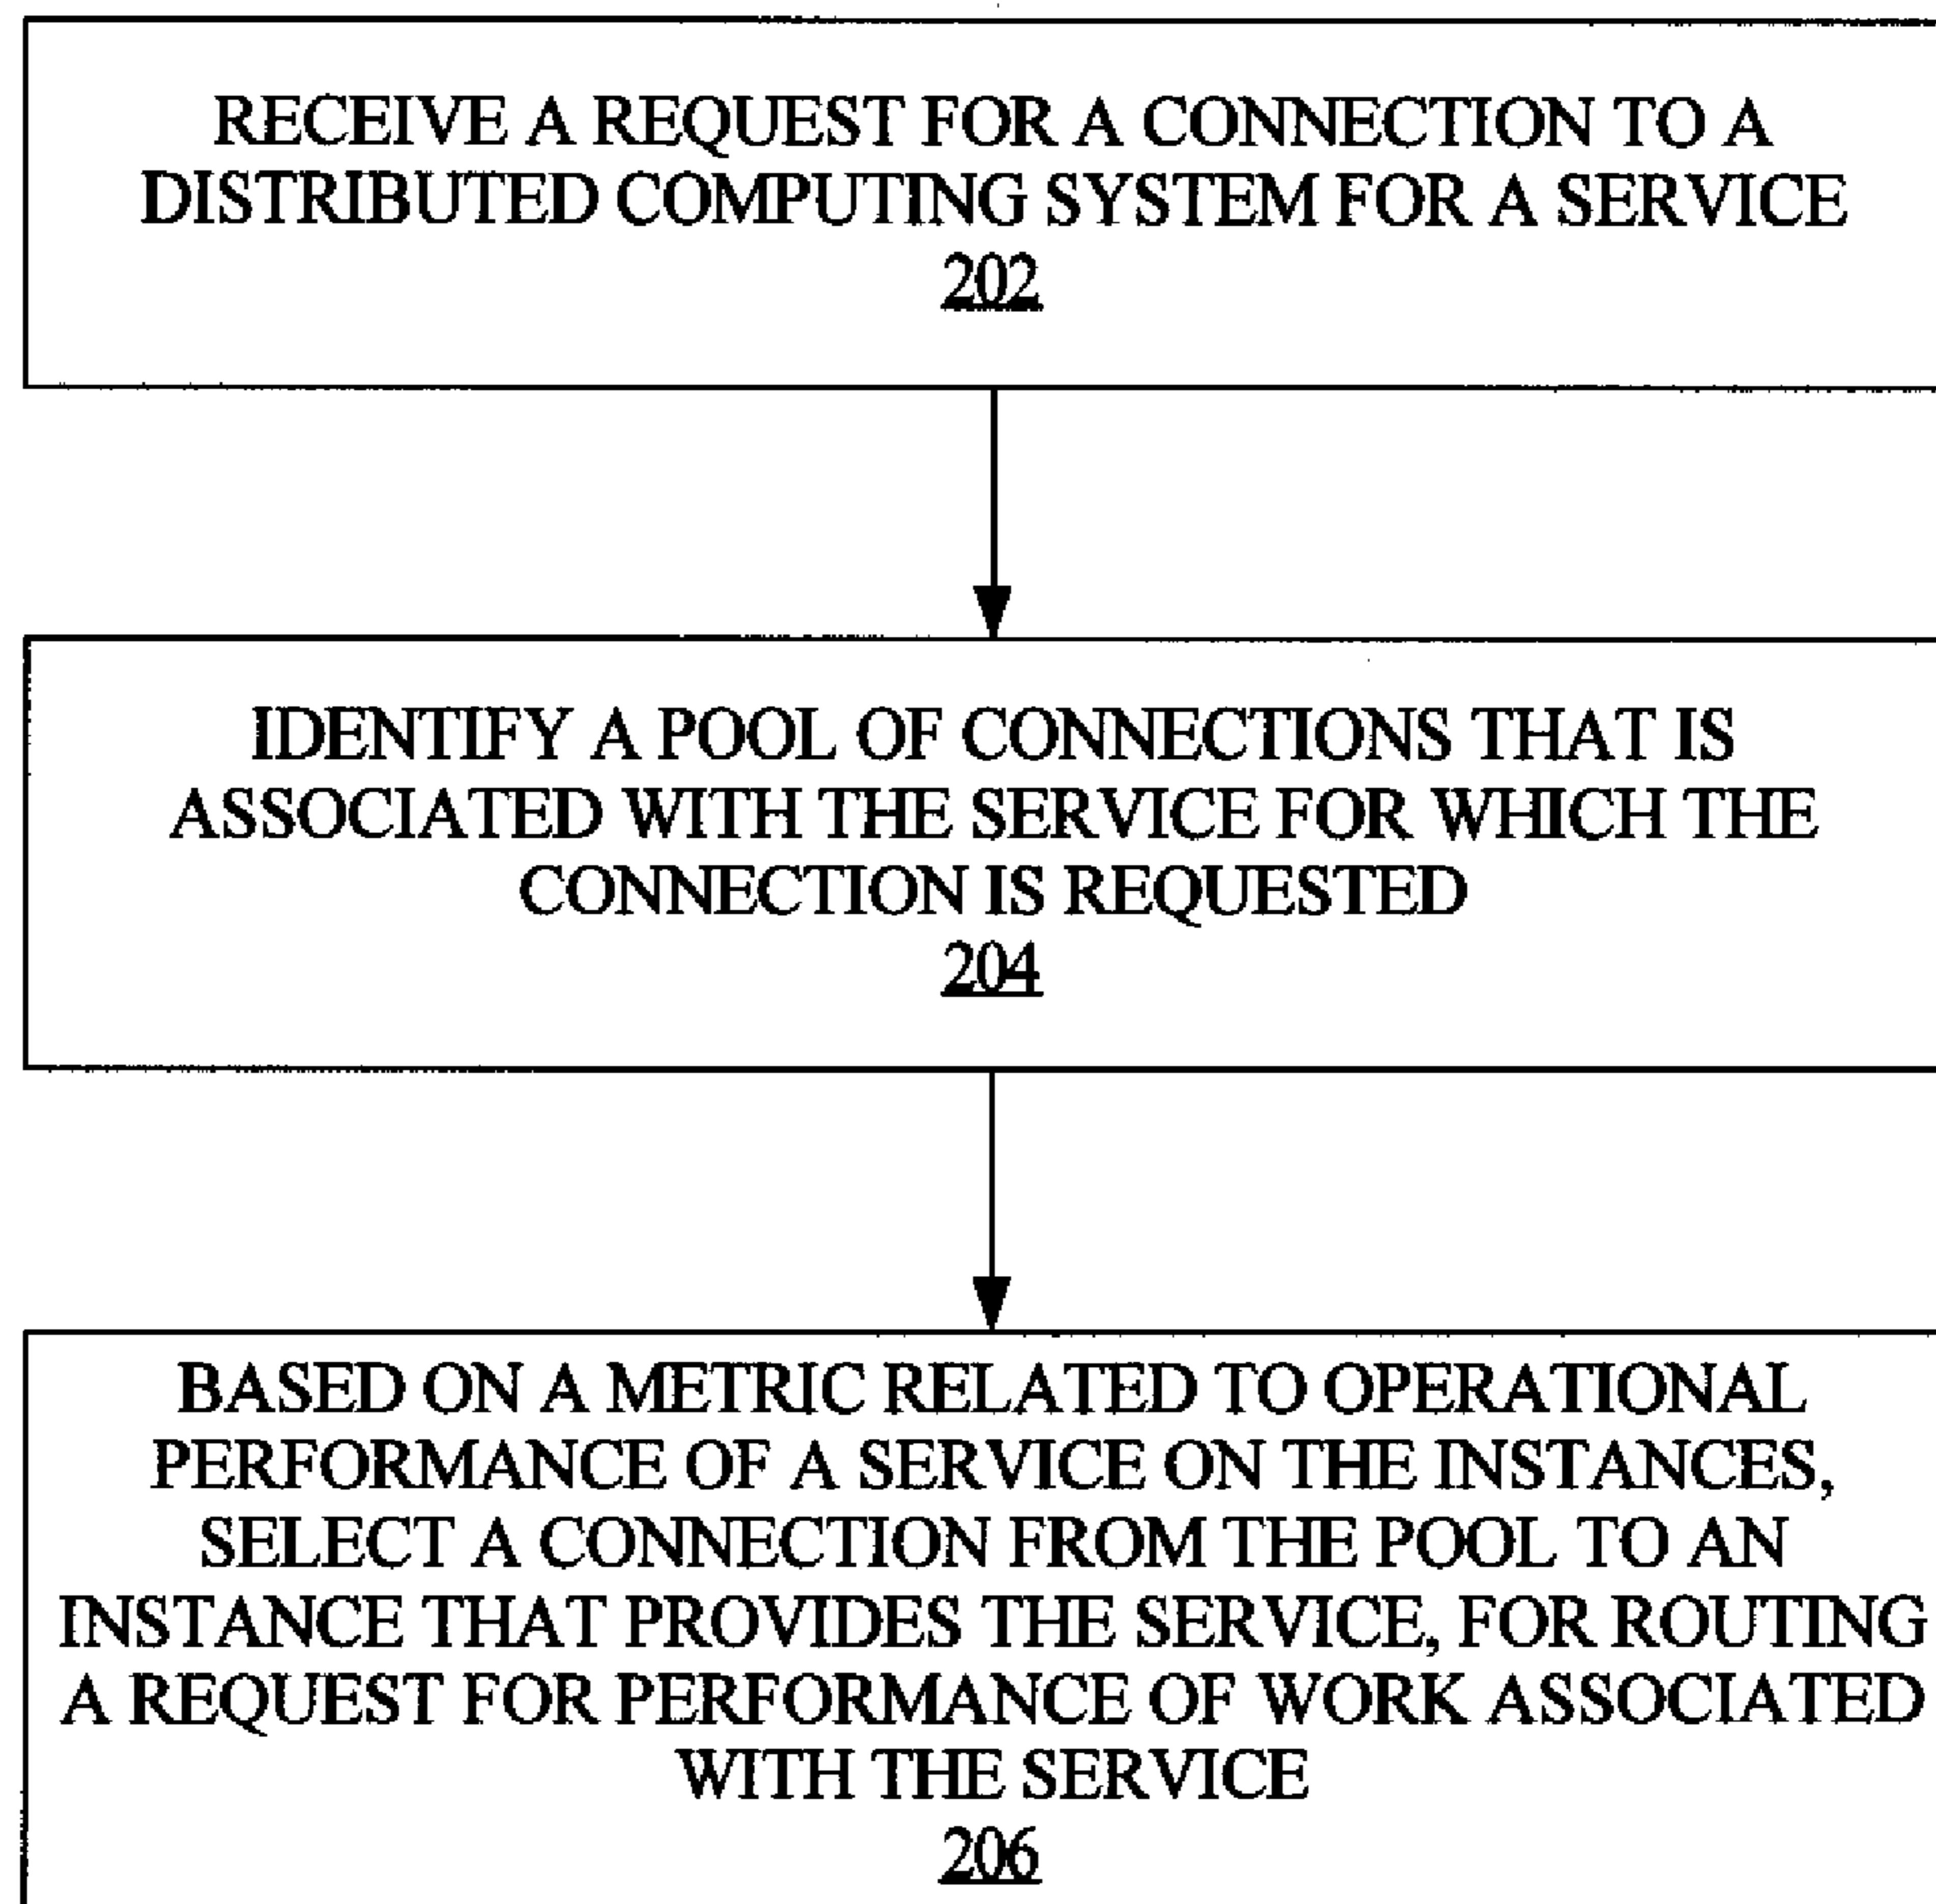 RECEIVE A REQUEST FOR A CONNECTION TO A
DISTRIBUTED COMPUTING SYSTEM FOR A SERVICE
202
IDENTIFY A POOL OF CONNECTIONS THAT IS
ASSOCIATED WITH THE SERVICE FOR WHICH THE
CONNECTION IS REQUESTED
204
BASED ON A METRIC RELATED TO OPERATIONAL
PERFORMANCE OF A SERVICE ON THE INSTANCES,
SELECT A CONNECTION FROM THE POOL TO AN
INSTANCE THAT PROVIDES THE SERVICE, FOR ROUTING
A REQUEST FOR PERFORMANCE OF WORK ASSOCIATED
WITH THE SERVICE
206